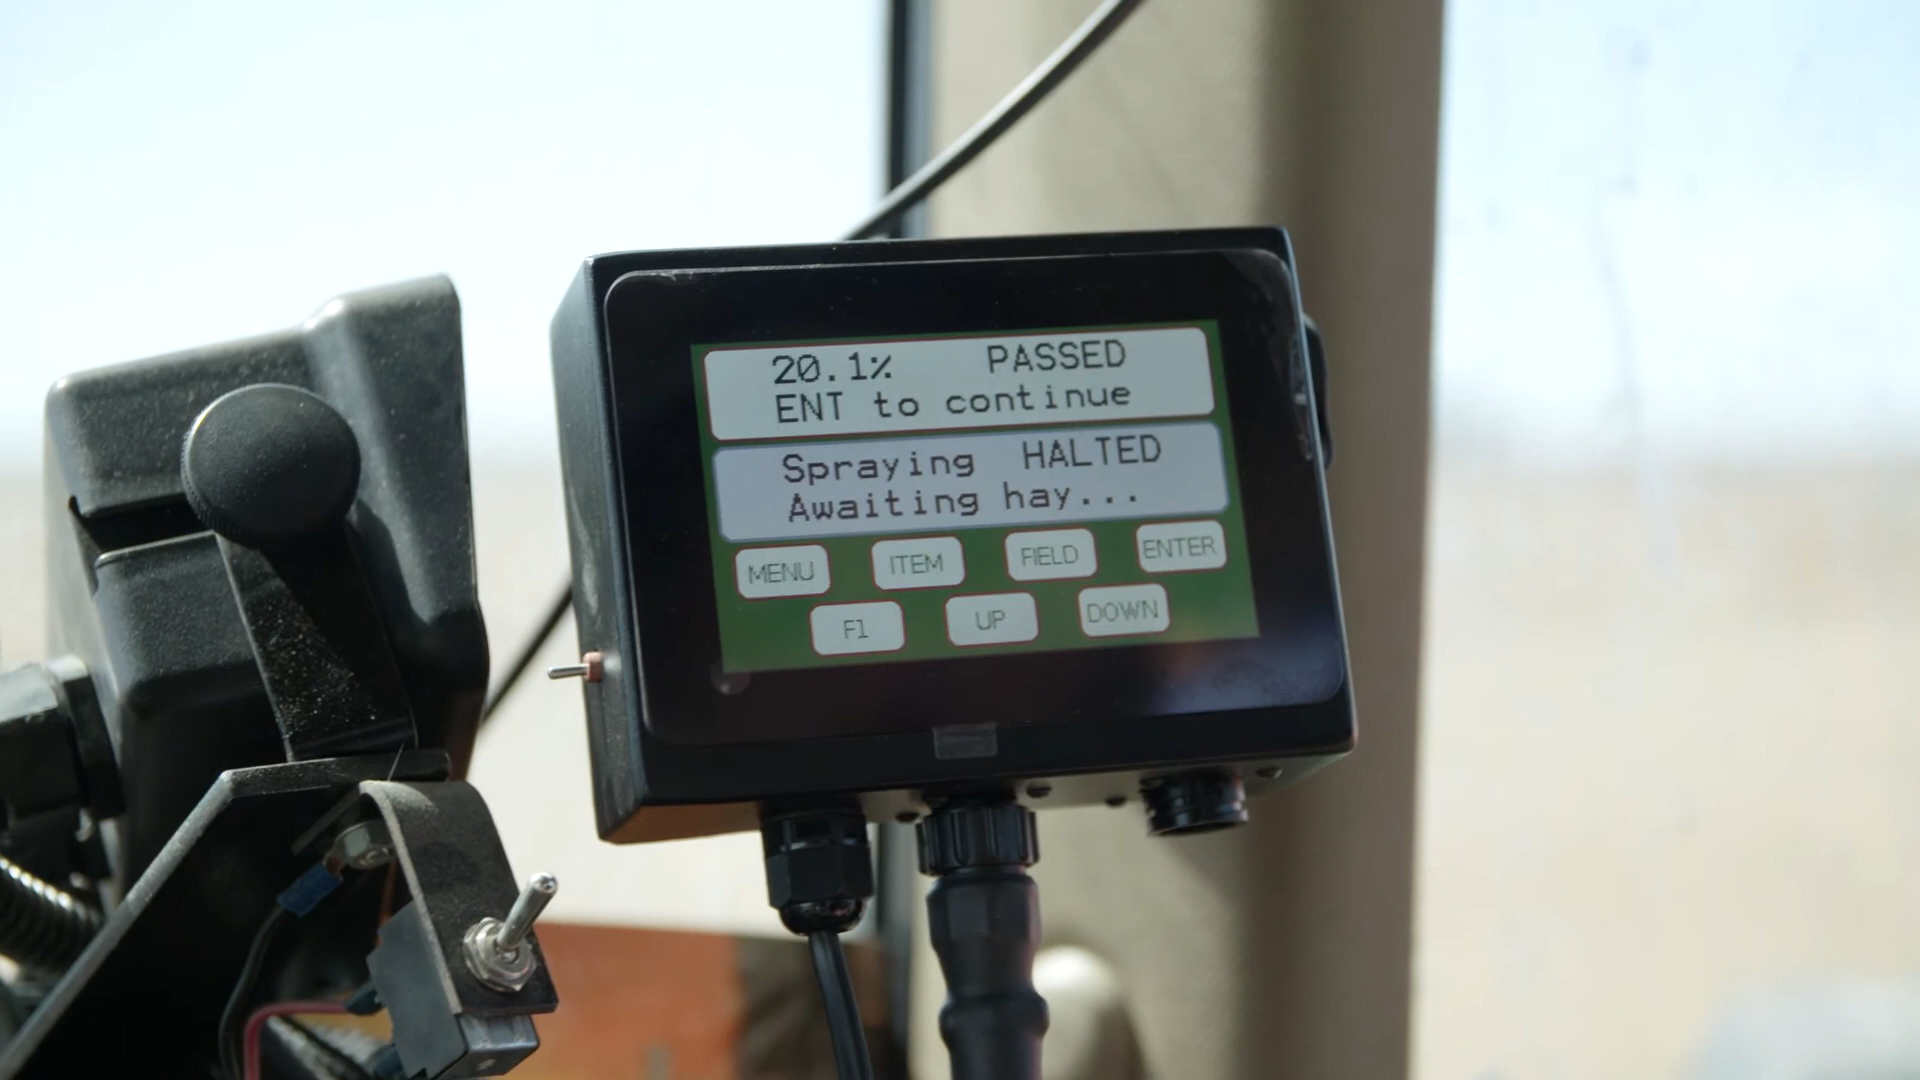 20.1% PASSED
ENT to continue
Spraying HALTED
Awaiting hay...
MENU ITEM FIELD ENTER
F1 UP DOWN